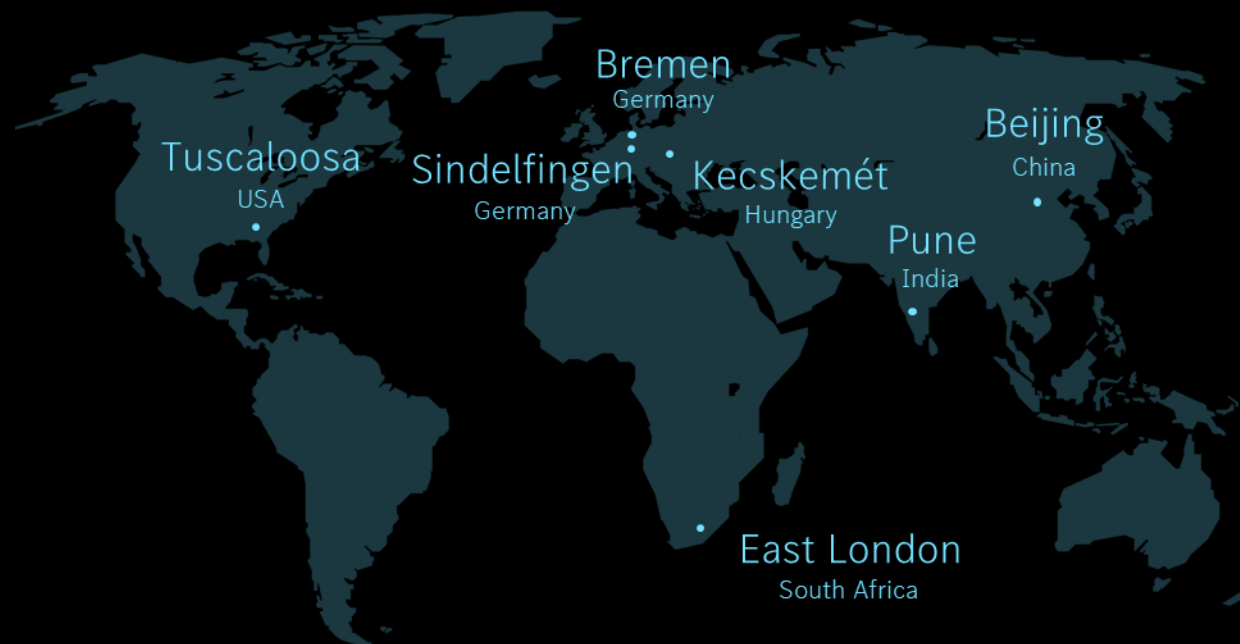 Bremen
Germany
Tuscaloosa
USA
Sindelfingen
Germany
Kecskemét
Hungary
Beijing
China
Pune
India
East London
South Africa